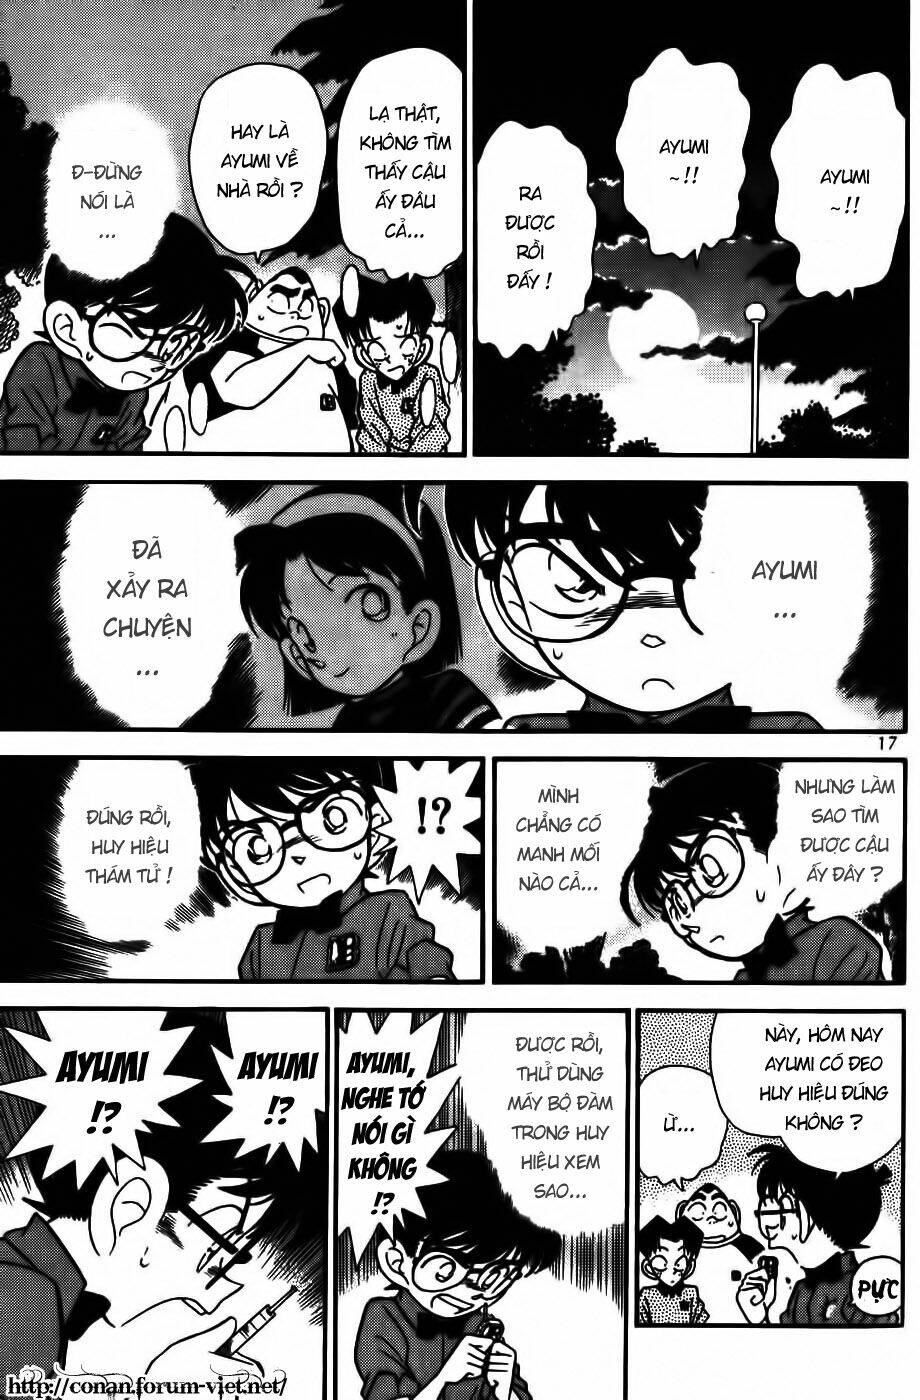 AYUMI
~!!
AYUMI
~!!
RA
ĐƯỢC
RỒI
ĐẤY !
LẠ THẬT,
KHÔNG TÌM
THẤY CẬU
ẤY ĐÂU
CẢ...
HAY LÀ
AYUMI VỀ
NHÀ RỒI ?
Đ-ĐỪNG
NÓI LÀ
...
AYUMI
...
ĐÃ
XẢY RA
CHUYỆN
...
17
NHƯNG LÀM
SAO TÌM
ĐƯỢC CẬU
ẤY ĐÂY ?
MÌNH
CHẲNG CÓ
MANH MỐI
NÀO CẢ...
!?
ĐÚNG RỒI,
HUY HIỆU
THÁM TỬ !
NÀY, HÔM NAY
AYUMI CÓ ĐEO
HUY HIỆU ĐÚNG
KHÔNG ?
Ừ...
PỰC
ĐƯỢC RỒI,
THỬ DÙNG
MÁY BỘ ĐÀM
TRONG HUY
HIỆU XEM
SAO...
AYUMI,
NGHE TỚ
NÓI GÌ
KHÔNG
!?
AYUMI
!?
AYUMI
!?
http://conan.forum-viet.net/